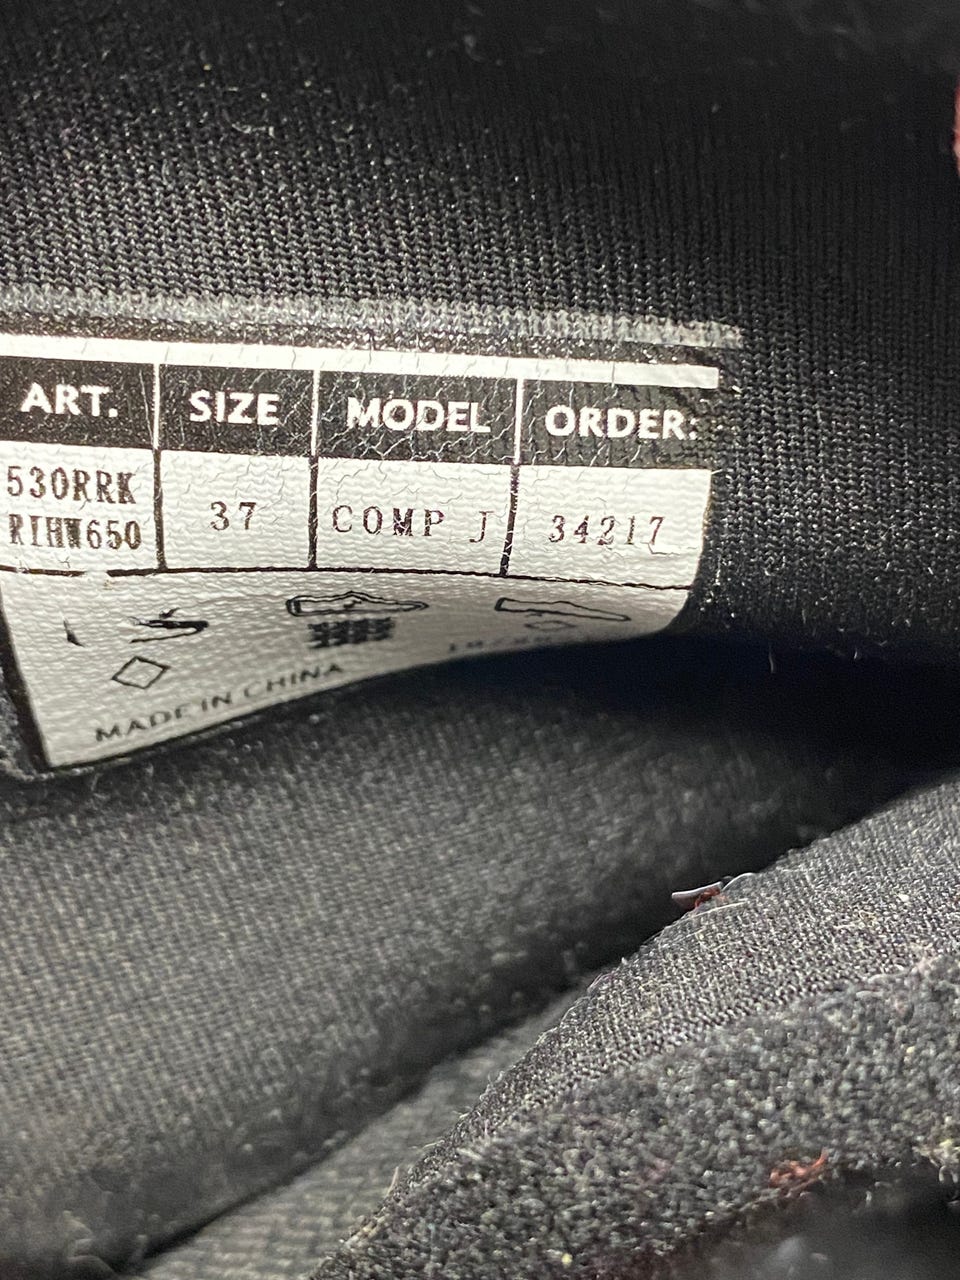 ART. SIZE MODEL ORDER:
530RRK
RIHW650 37 COMP J 34217
MADE IN CHINA